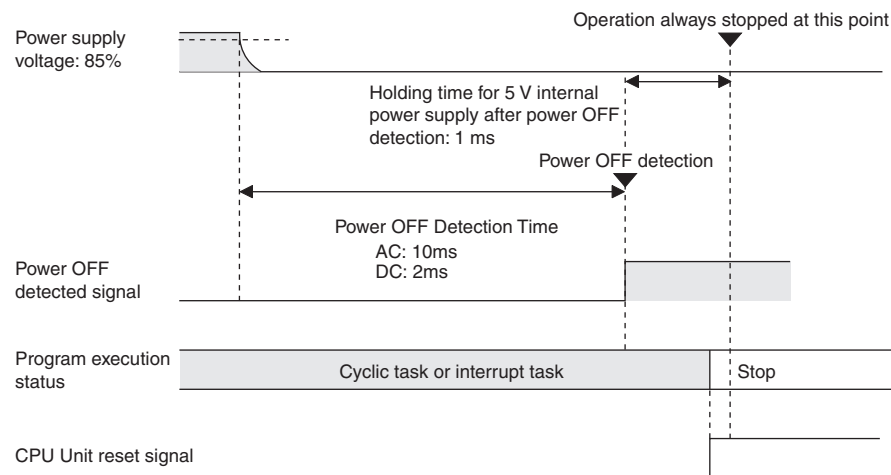 Operation always stopped at this point
Power supply
voltage: 85%
Holding time for 5 V internal
power supply after power OFF
detection: 1 ms
Power OFF detection
Power OFF Detection Time
AC: 10ms
DC: 2ms
Power OFF
detected signal
Program execution
status
Cyclic task or interrupt task
Stop
CPU Unit reset signal